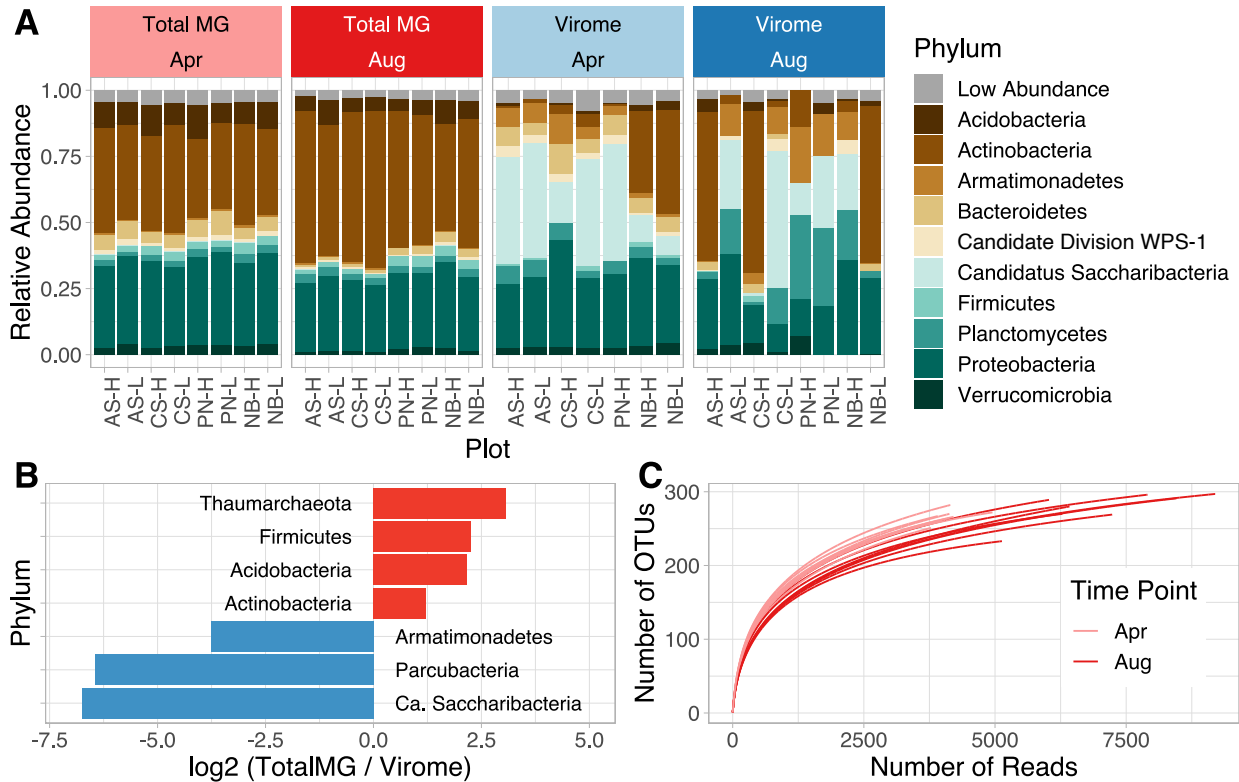 A
Total MG
Apr
Total MG
Aug
Virome
Apr
Virome
Aug
Relative Abundance
1.00
0.75
0.50
0.25
0.00
AS-H
AS-L
CS-H
CS-L
PN-H
PN-L
NB-H
NB-L
AS-H
AS-L
CS-H
CS-L
PN-H
PN-L
NB-H
NB-L
AS-H
AS-L
CS-H
CS-L
PN-H
NB-H
NB-L
AS-H
AS-L
CS-H
CS-L
PN-H
PN-L
NB-H
NB-L
Plot
Phylum
Low Abundance
Acidobacteria
Actinobacteria
Armatimonadetes
Bacteroidetes
Candidate Division WPS-1
Candidatus Saccharibacteria
Firmicutes
Planctomycetes
Proteobacteria
Verrucomicrobia
B
Phylum
Thaumarchaeota
Firmicutes
Acidobacteria
Actinobacteria
Armatimonadetes
Parcubacteria
Ca. Saccharibacteria
-7.5
-5.0
-2.5
0.0
2.5
5.0
log2 (TotalMG / Virome)
C
Number of OTUs
300
200
100
0
0
2500
5000
7500
Number of Reads
Time Point
Apr
Aug